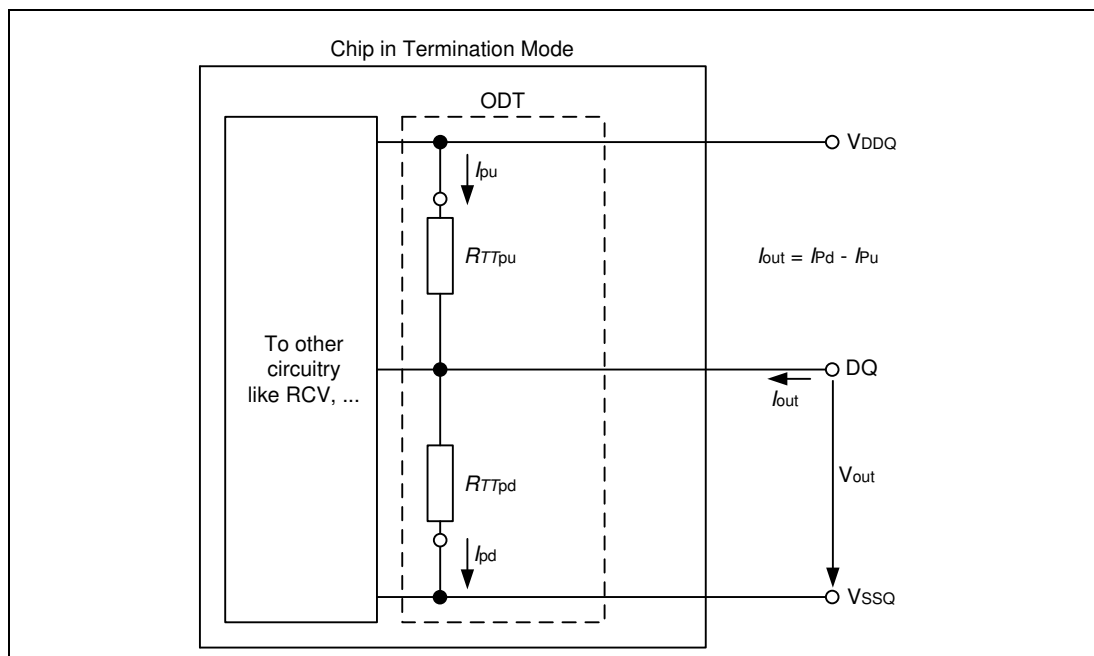 Chip in Termination Mode
ODT
VDDQ
Ipu
RTTpu
Iout = IPd - IPu
To other
circuitry
like RCV, ...
DQ
Iout
RTTpd
Vout
Ipd
VSSQ